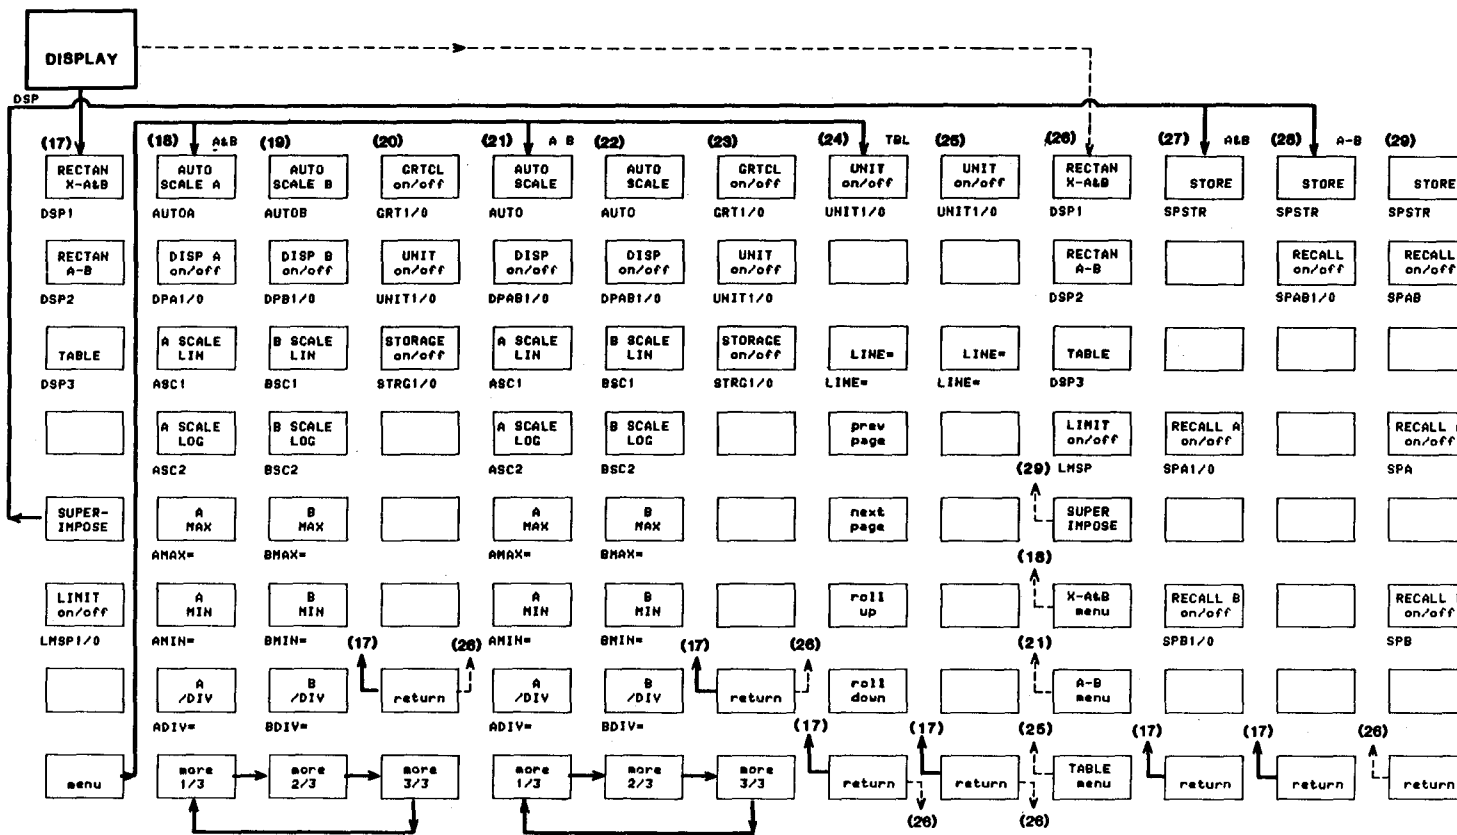 DISPLAY
DSP
(17)
(18) A&B
(19)
(20)
(21) A B
(22)
(23)
(24) TBL
(25)
(26)
(27) A&B
(28) A-B
(29)
RECTAN
X-A&B
AUTO
SCALE A
AUTO
SCALE B
GRTCL
on/off
AUTO
SCALE
AUTO
SCALE
GRTCL
on/off
UNIT
on/off
UNIT
on/off
RECTAN
X-A&B
STORE
STORE
STORE
DSP1
AUTOA
AUTOB
GRT1/0
AUTO
AUTO
GRT1/0
UNIT1/0
UNIT1/0
DSP1
SPSTR
SPSTR
SPSTR
RECTAN
A-B
DISP A
on/off
DISP B
on/off
UNIT
on/off
DISP
on/off
DISP
on/off
UNIT
on/off
RECTAN
A-B
RECALL
on/off
RECALL
on/off
DSP2
DPA1/0
DPB1/0
UNIT1/0
DPAB1/0
DPAB1/0
UNIT1/0
DSP2
SPAB1/0
SPAB
TABLE
A SCALE
LIN
B SCALE
LIN
STORAGE
on/off
A SCALE
LIN
B SCALE
LIN
STORAGE
on/off
LINE=
LINE=
TABLE
DSP3
ASC1
BSC1
STRG1/0
ASC1
BSC1
STRG1/0
LINE=
LINE=
DSP3
A SCALE
LOG
B SCALE
LOG
A SCALE
LOG
B SCALE
LOG
prev
page
LIMIT
on/off
RECALL A
on/off
RECALL
on/off
ASC2
BSC2
ASC2
BSC2
(29)
LMSP
SPA1/0
SPA
SUPER-
IMPOSE
A
MAX
B
MAX
A
MAX
B
MAX
next
page
SUPER
IMPOSE
AMAX=
BMAX=
AMAX=
BMAX=
(18)
LIMIT
on/off
A
MIN
B
MIN
A
MIN
B
MIN
roll
up
X-A&B
menu
RECALL B
on/off
RECALL
on/off
LMSP1/0
AMIN=
BMIN=
(17)
(26)
AMIN=
BMIN=
(17)
(26)
(21)
SPB1/0
SPB
A
/DIV
B
/DIV
return
A
/DIV
B
/DIV
return
roll
down
A-B
menu
ADIV=
BDIV=
ADIV=
BDIV=
(17)
(17)
(25)
(17)
(17)
(26)
menu
more
1/3
more
2/3
more
3/3
more
1/3
more
2/3
more
3/3
return
return
TABLE
menu
return
return
return
(26)
(26)